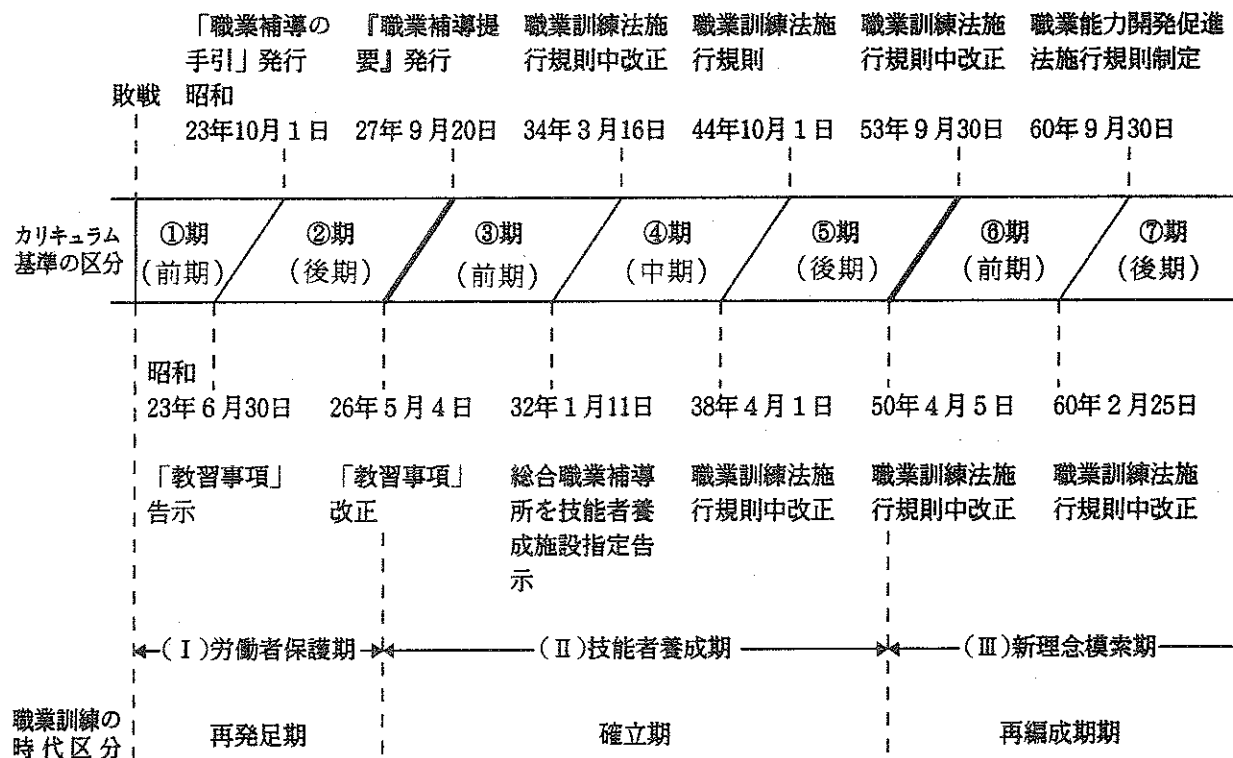 「職業補導の 『職業補導提 職業訓練法施 職業訓練法施 職業訓練法施 職業能力開発促進
手引」発行 要』発行 行規則中改正 行規則 行規則中改正 法施行規則制定
敗戦 昭和
23年10月1日 27年9月20日 34年3月16日 44年10月1日 53年9月30日 60年9月30日
カリキュラム ①期 ②期 ③期 ④期 ⑤期 ⑥期 ⑦期
基準の区分 (前期) (後期) (前期) (中期) (後期) (前期) (後期)
昭和
23年6月30日 26年5月4日 32年1月11日 38年4月1日 50年4月5日 60年2月25日
「教習事項」 「教習事項」 総合職業補導 職業訓練法施 職業訓練法施 職業訓練法施
告示 改正 所を技能者養 行規則中改正 行規則中改正 行規則中改正
成施設指定告
示
(Ⅰ)労働者保護期 (Ⅱ)技能者養成期 (Ⅲ)新理念模索期
職業訓練の 再発足期 確立期 再編成期期
時代区分